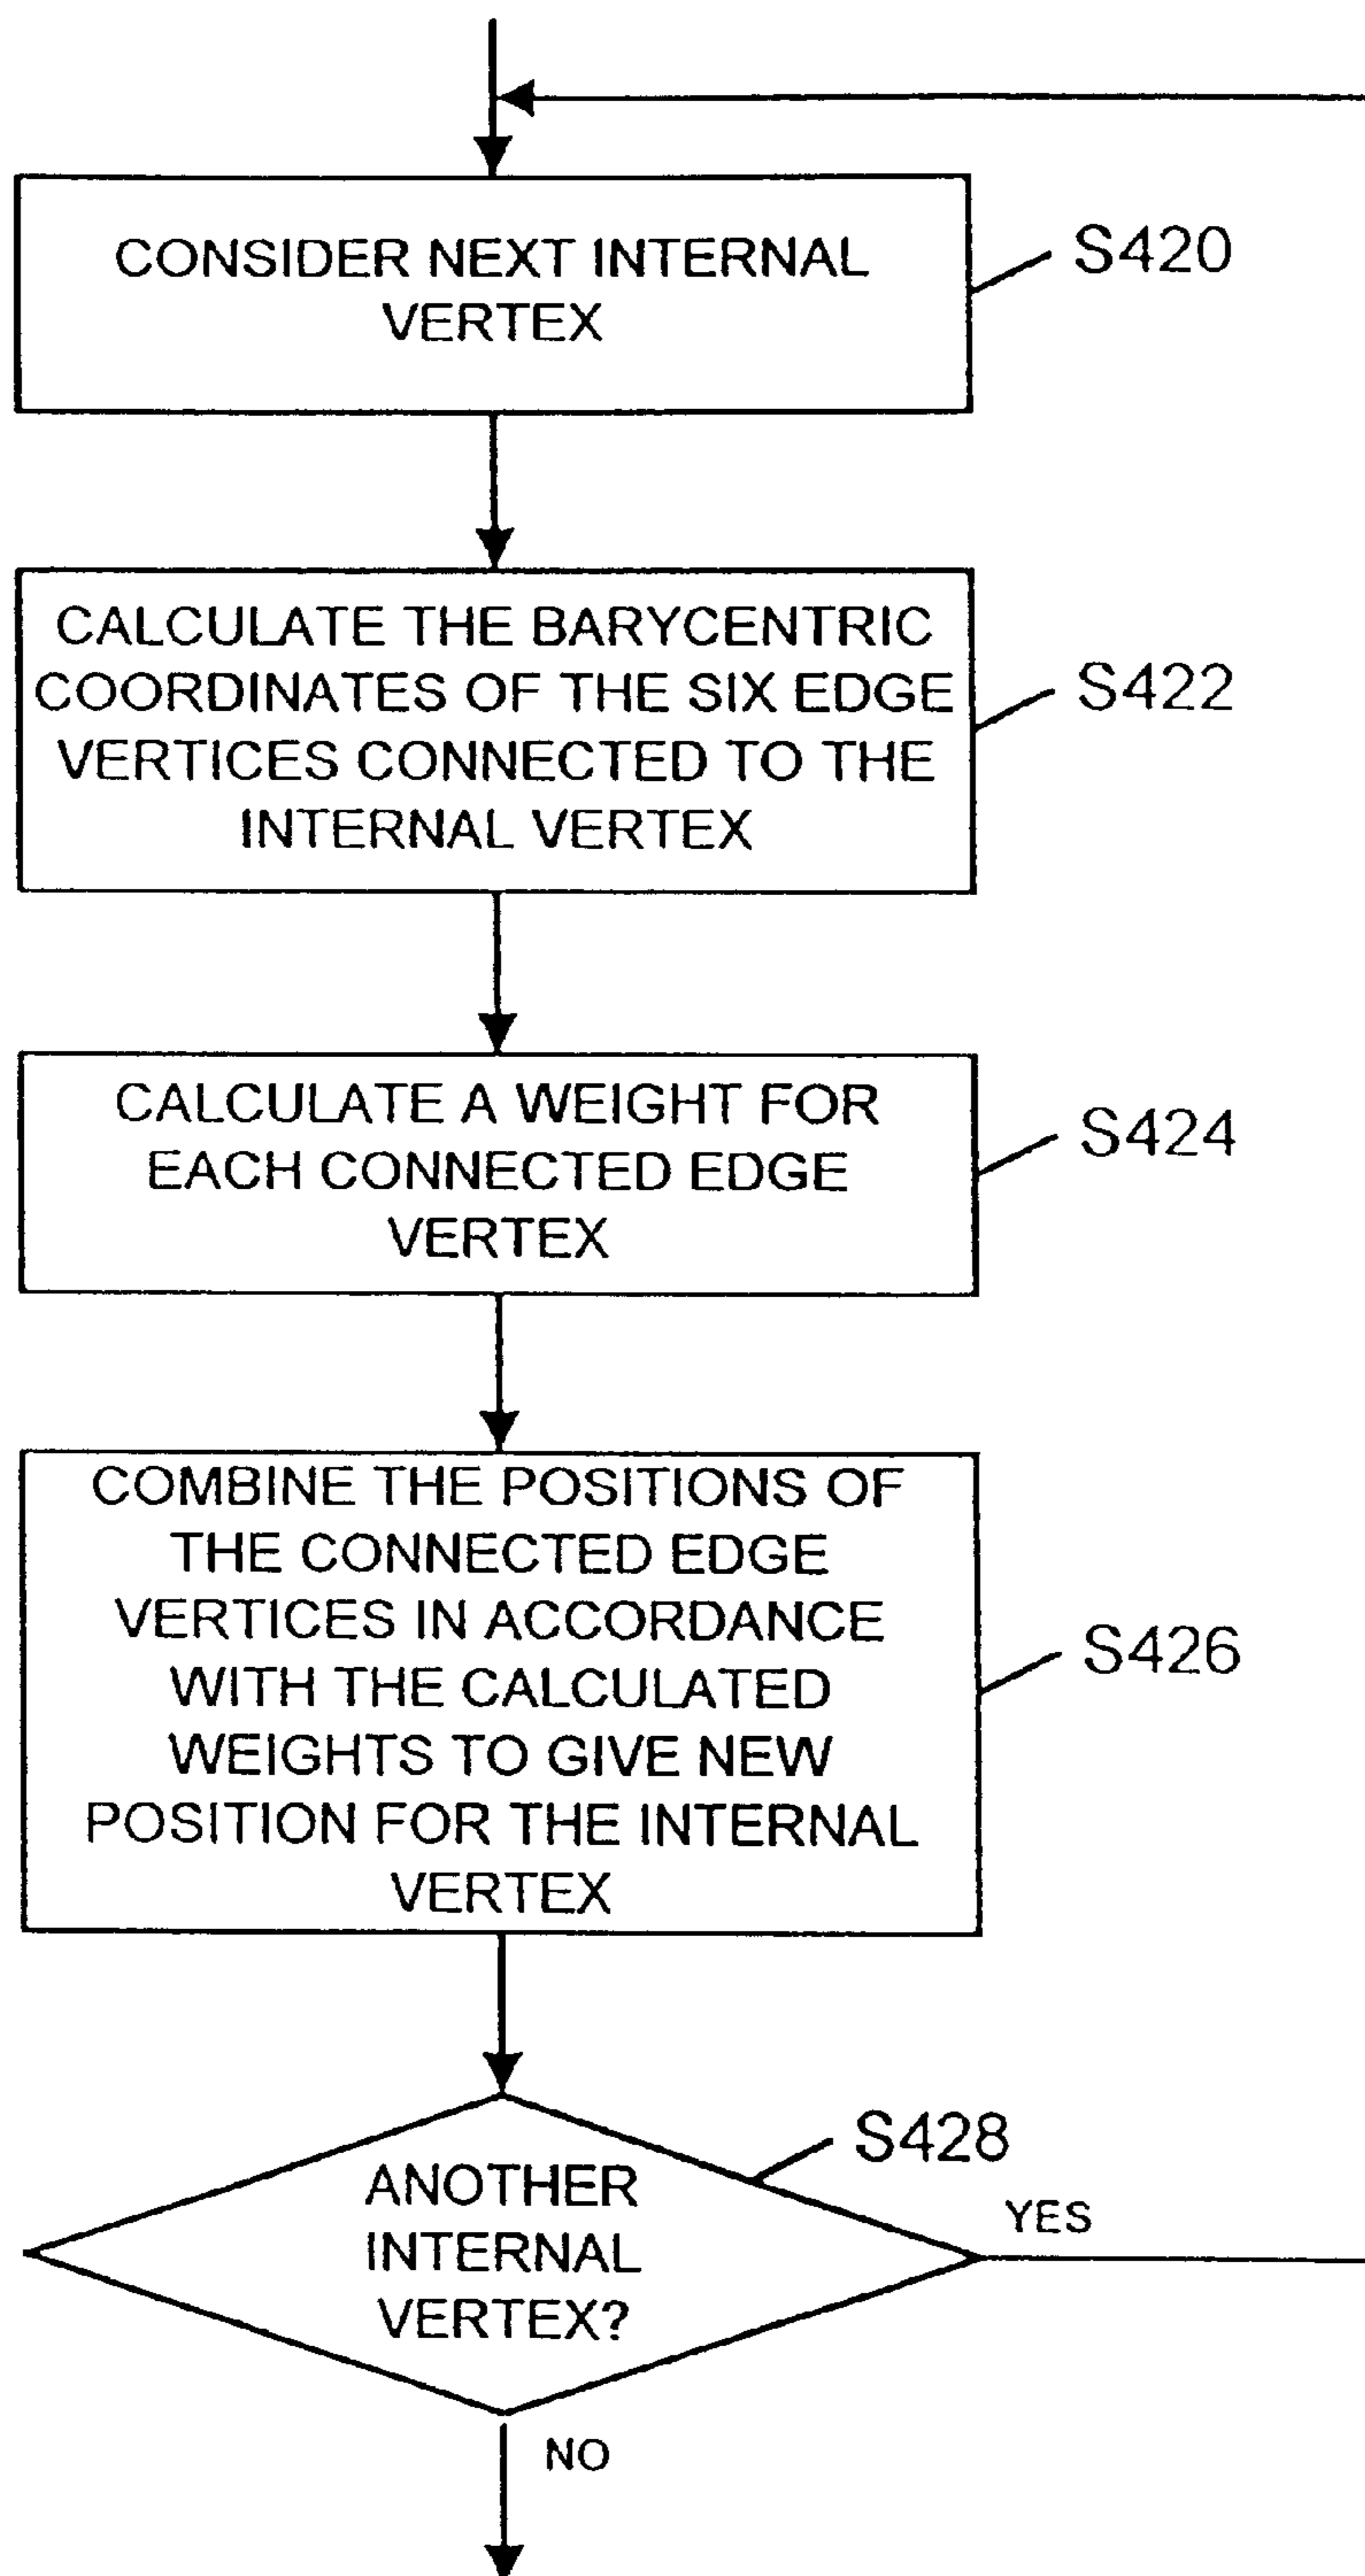 CONSIDER NEXT INTERNAL
VERTEX
S420
CALCULATE THE BARYCENTRIC
COORDINATES OF THE SIX EDGE
VERTICES CONNECTED TO THE
INTERNAL VERTEX
S422
CALCULATE A WEIGHT FOR
EACH CONNECTED EDGE
VERTEX
S424
COMBINE THE POSITIONS OF
THE CONNECTED EDGE
VERTICES IN ACCORDANCE
WITH THE CALCULATED
WEIGHTS TO GIVE NEW
POSITION FOR THE INTERNAL
VERTEX
S426
S428
ANOTHER
INTERNAL
VERTEX?
YES
NO